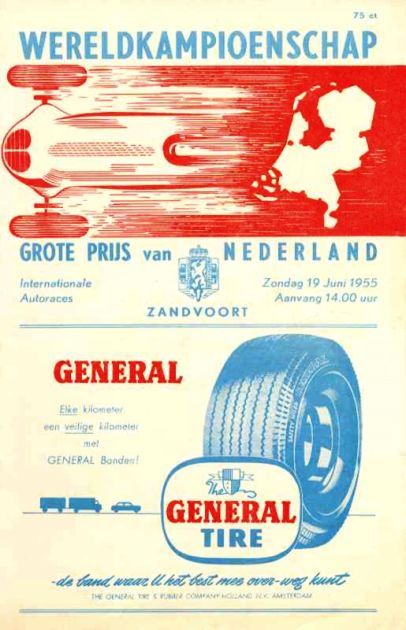 75 ct
WERELDKAMPIOENSCHAP
GROTE PRIJS van NEDERLAND
Internationale
Autoraces
Zondag 19 Juni 1955
Aanvang 14.00 uur
ZANDVOORT
GENERAL
Elke kilometer
een veilige kilometer
met
GENERAL Banden!
The
GENERAL
TIRE
-de band waar U het best mee over-weg kunt
THE GENERAL TIRE & RUBBER COMPANY-HOLLAND N.V. AMSTERDAM